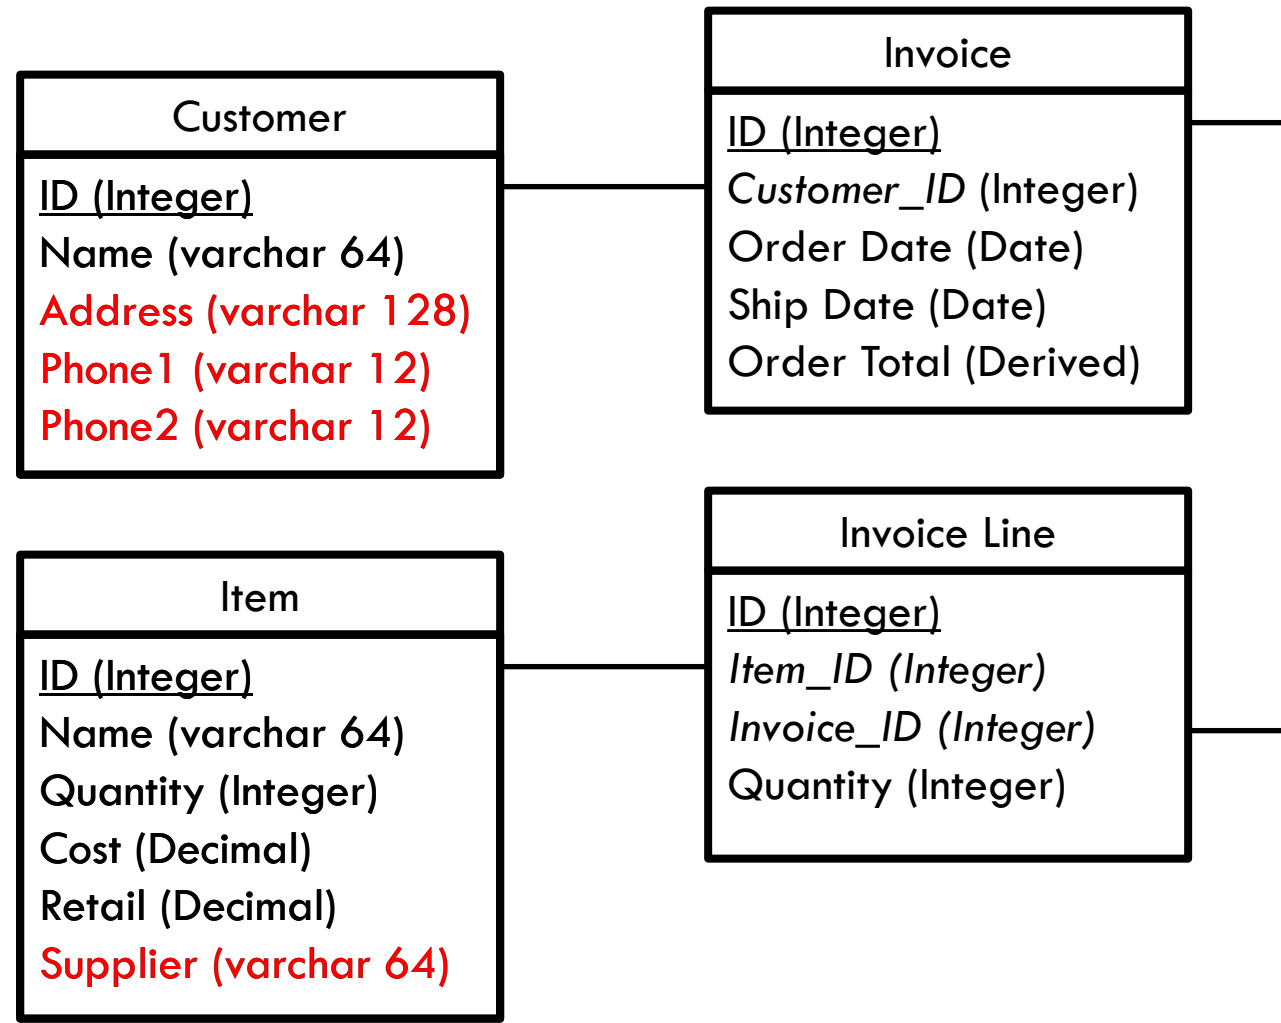 Customer
ID (Integer)
Name (varchar 64)
Address (varchar 128)
Phone1 (varchar 12)
Phone2 (varchar 12)
Invoice
ID (Integer)
Customer_ID (Integer)
Order Date (Date)
Ship Date (Date)
Order Total (Derived)
Item
ID (Integer)
Name (varchar 64)
Quantity (Integer)
Cost (Decimal)
Retail (Decimal)
Supplier (varchar 64)
Invoice Line
ID (Integer)
Item_ID (Integer)
Invoice_ID (Integer)
Quantity (Integer)